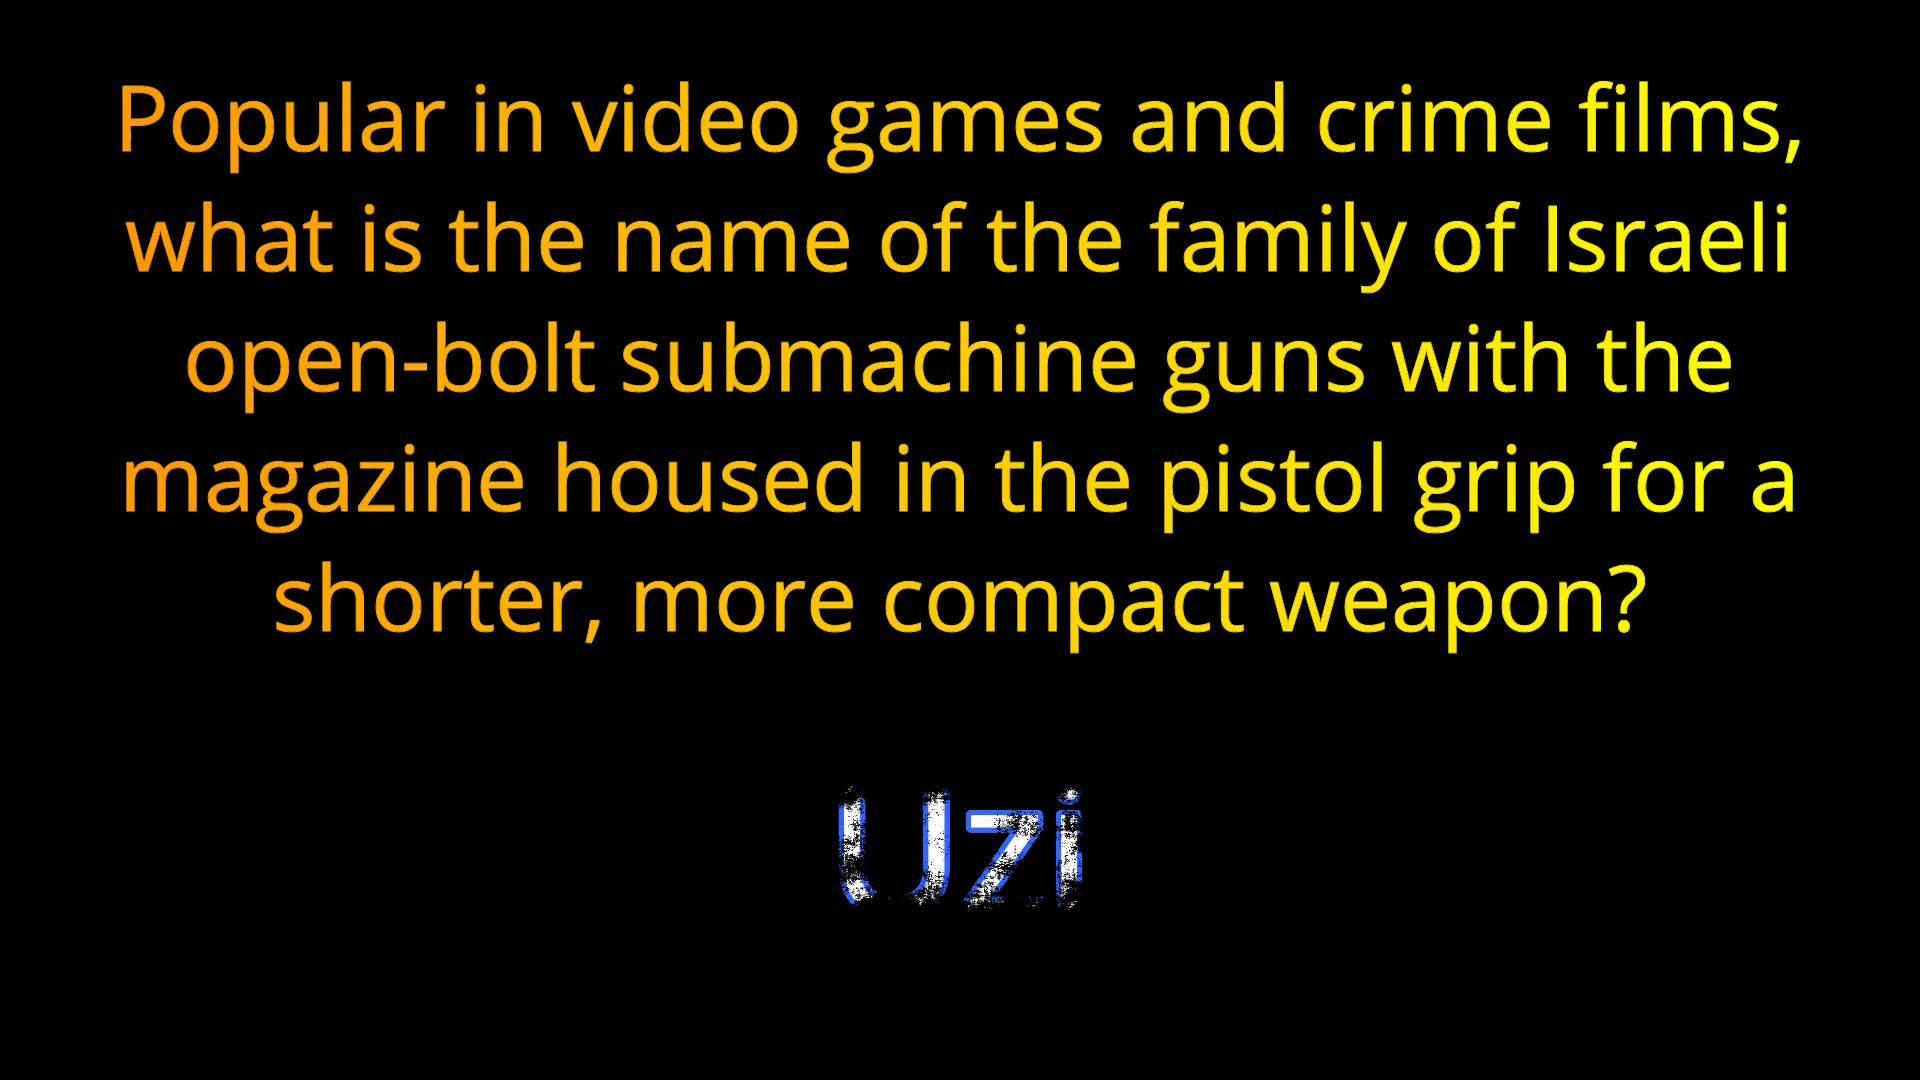 Popular in video games and crime films,
what is the name of the family of Israeli
open-bolt submachine guns with the
magazine housed in the pistol grip for a
shorter, more compact weapon?
Uzi